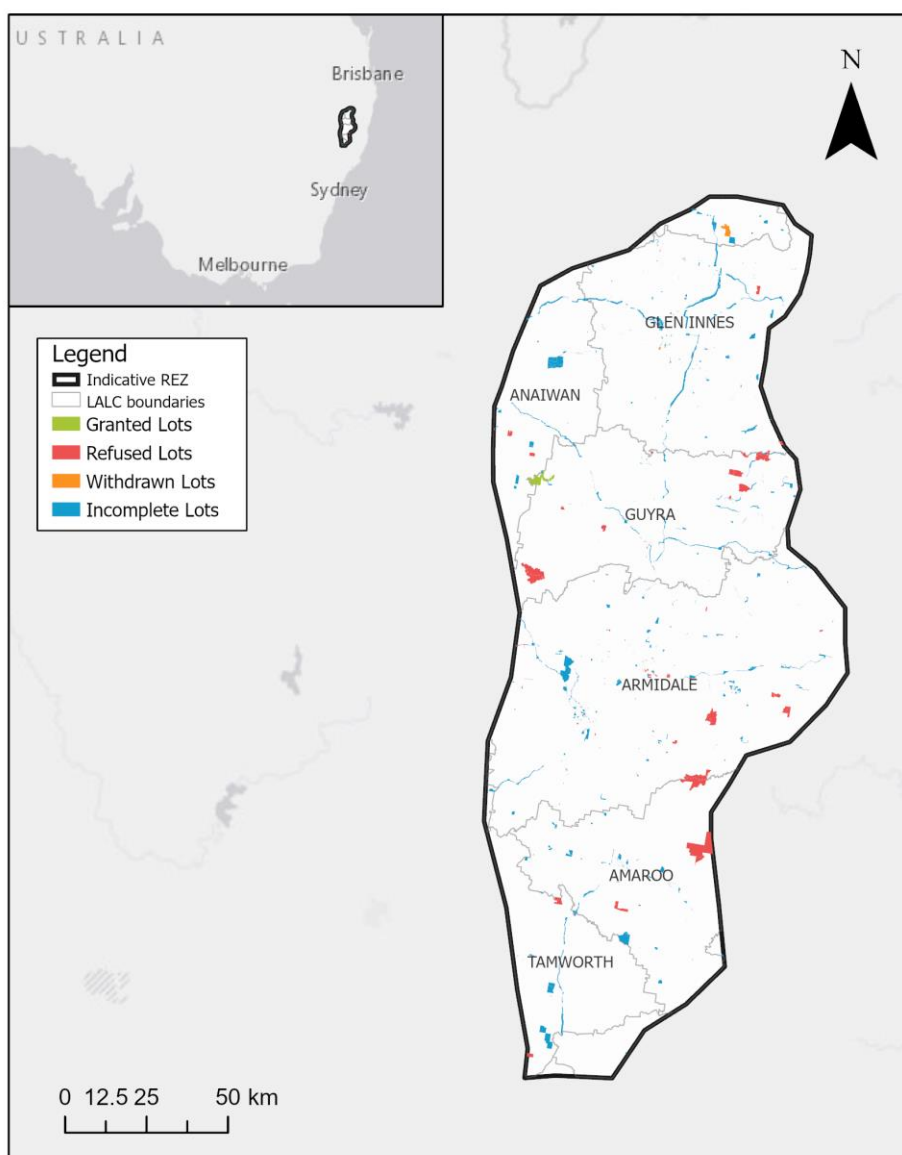 USTRALIA
Brisbane
Sydney
Melbourne
N
Legend
Indicative REZ
LALC boundaries
Granted Lots
Refused Lots
Withdrawn Lots
Incomplete Lots
GLEN INNES
ANAIWAN
GUYRA
ARMIDALE
AMAROO
TAMWORTH
0 12.5 25 50 km